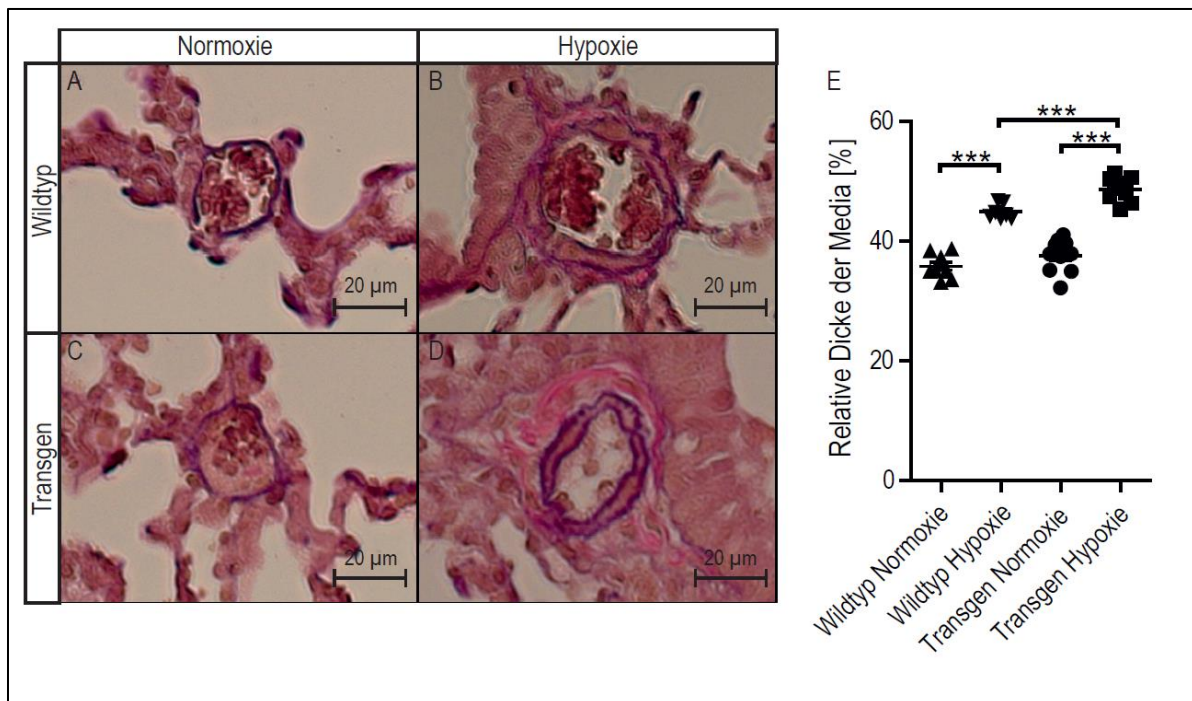 Normoxie
Hypoxie
Wildtyp
Transgen
A
20 µm
B
20 µm
C
20 µm
D
20 µm
E
Relative Dicke der Media [%]
60
40
20
0
***
***
***
Wildtyp Normoxie
Wildtyp Hypoxie
Transgen Normoxie
Transgen Hypoxie